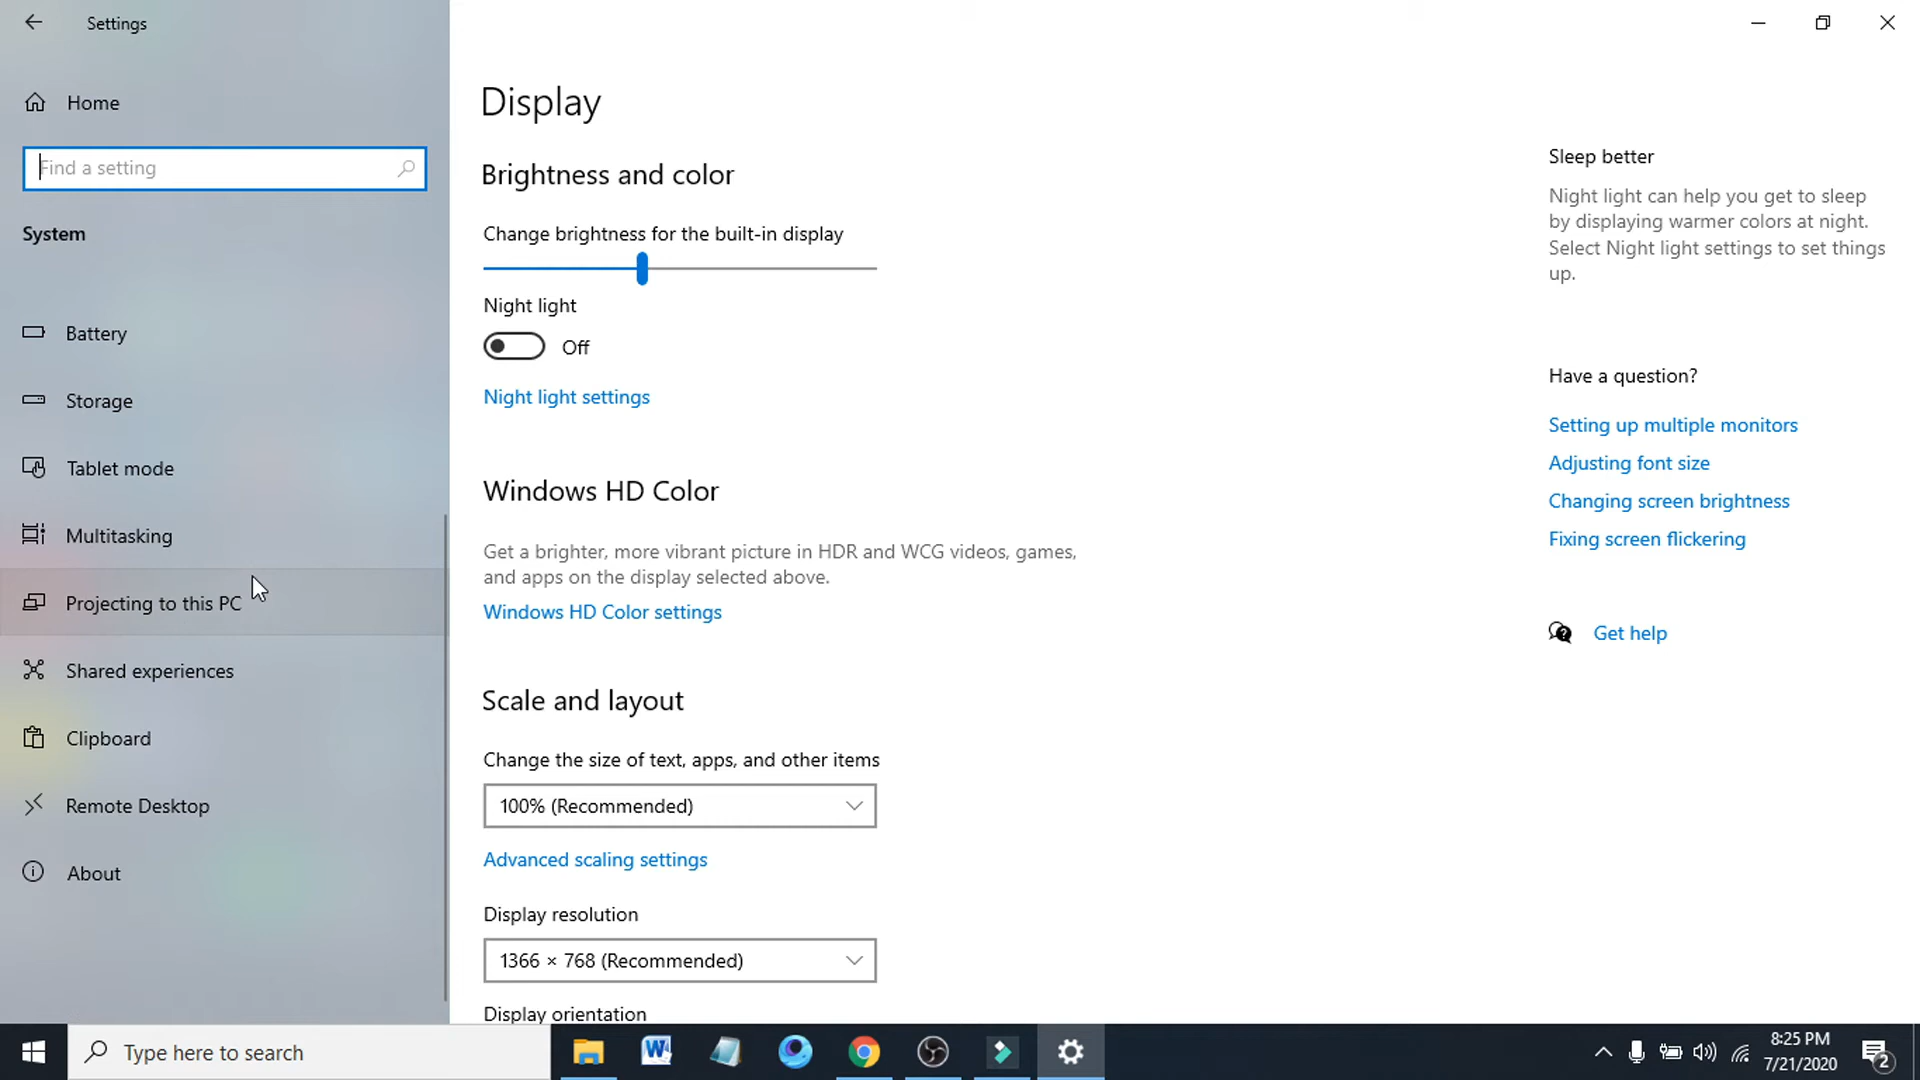 Settings
Home
Find a setting
System
Battery
Storage
Tablet mode
Multitasking
Projecting to this PC
Shared experiences
Clipboard
Remote Desktop
About
Display
Brightness and color
Change brightness for the built-in display
Night light
Off
Night light settings
Windows HD Color
Get a brighter, more vibrant picture in HDR and WCG videos, games,
and apps on the display selected above.
Windows HD Color settings
Scale and layout
Change the size of text, apps, and other items
100% (Recommended)
Advanced scaling settings
Display resolution
1366 × 768 (Recommended)
Display orientation
Sleep better
Night light can help you get to sleep
by displaying warmer colors at night.
Select Night light settings to set things
up.
Have a question?
Setting up multiple monitors
Adjusting font size
Changing screen brightness
Fixing screen flickering
Get help
Type here to search
W
8:25 PM
7/21/2020
2